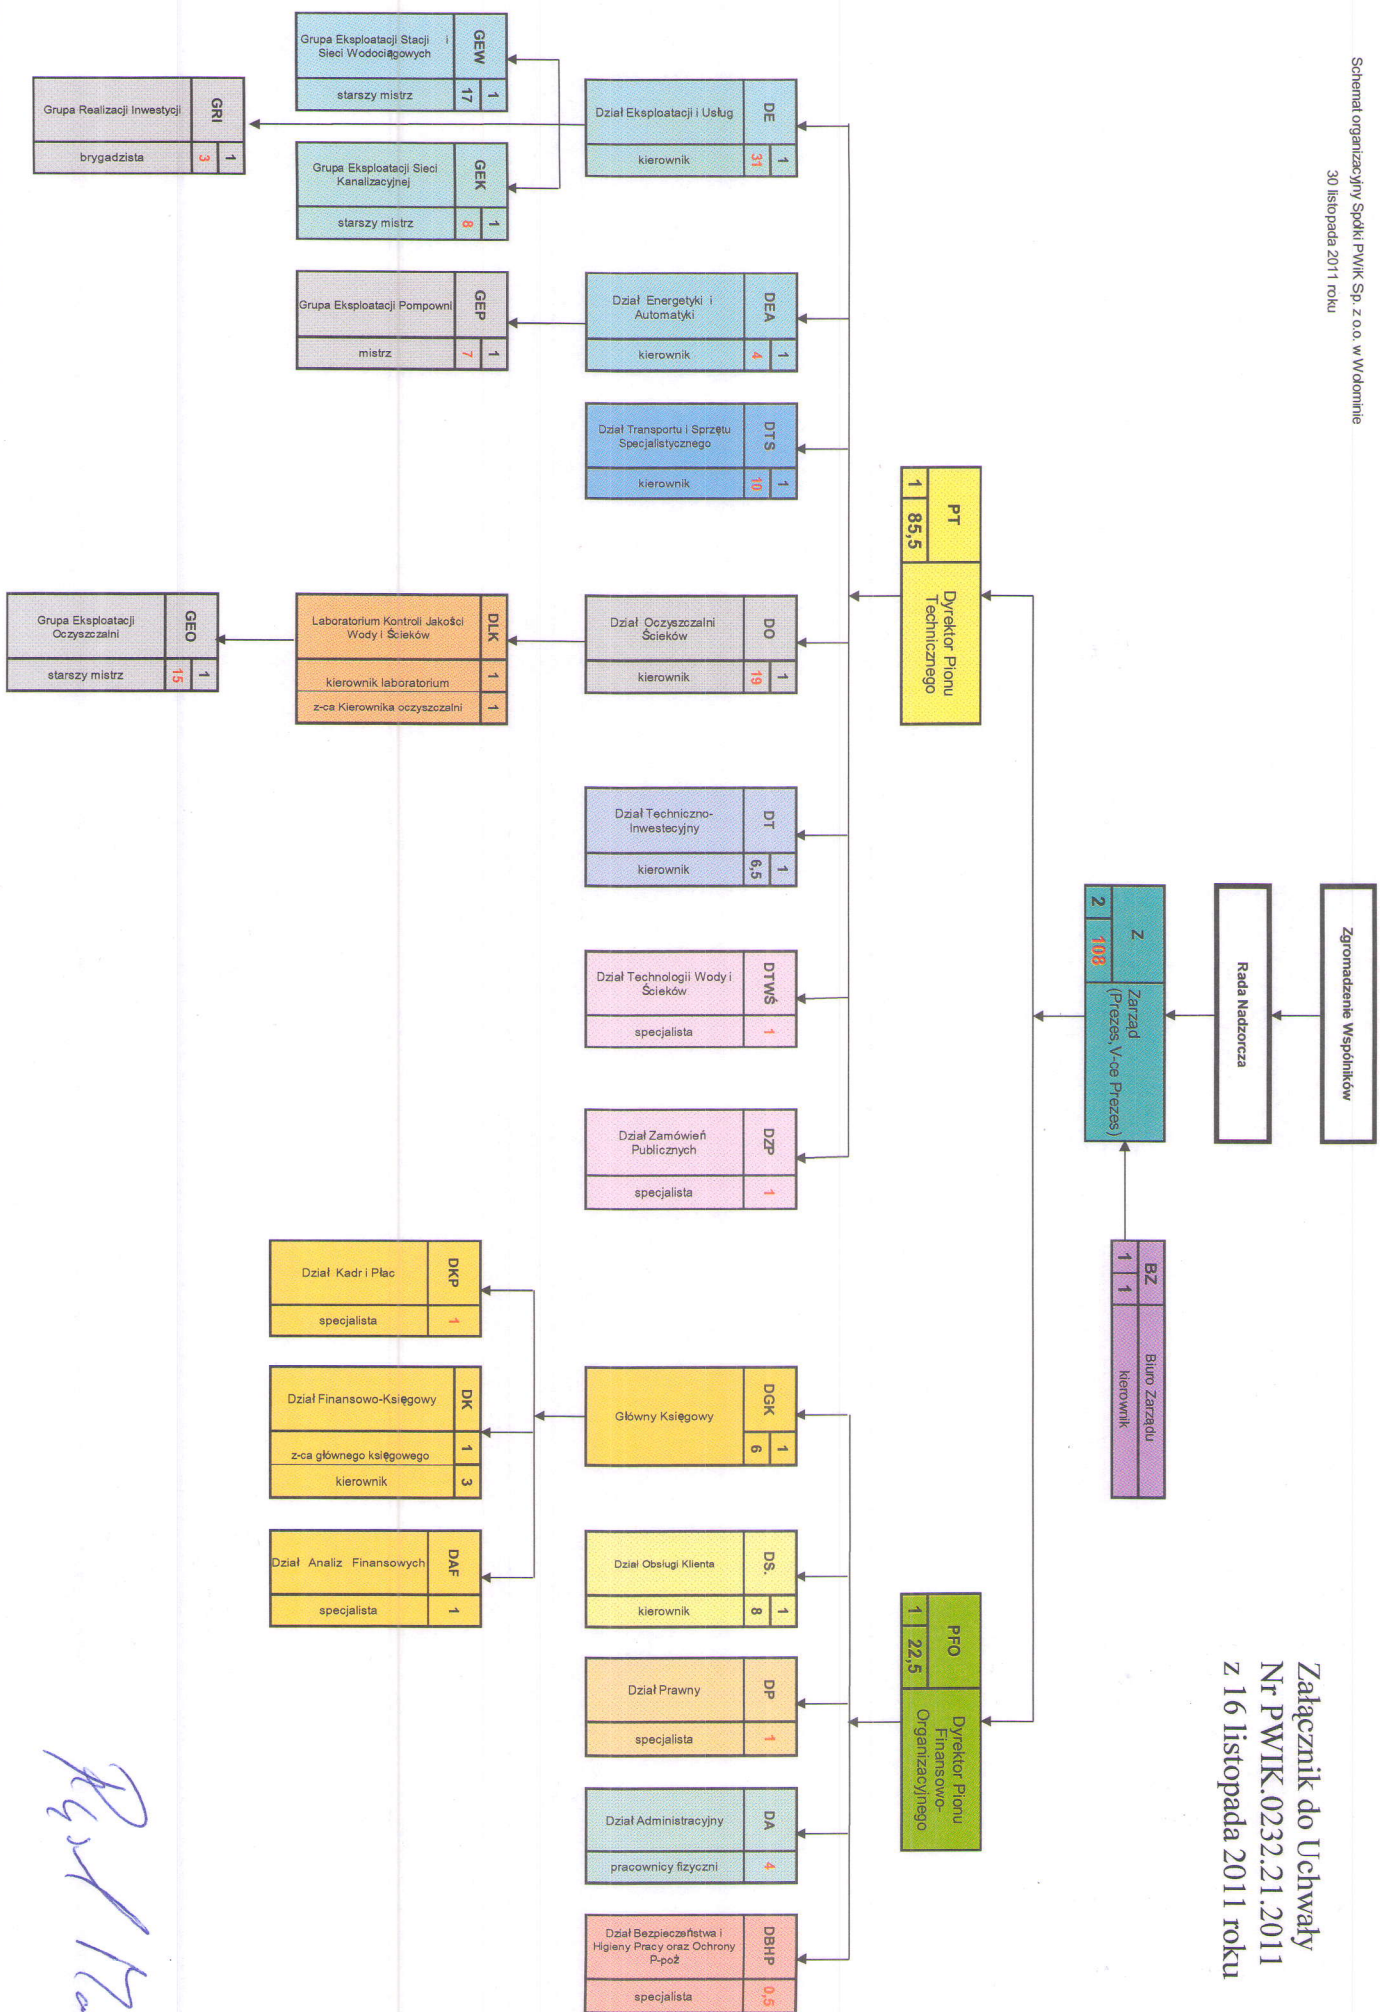 Schemat organizacyjny Spółki PWiK Sp. z o.o. w Wołominie
30 listopada 2011 roku
Załącznik do Uchwały
Nr PWIK.0232.21.2011
z 16 listopada 2011 roku
Zgromadzenie Wspólników
Rada Nadzorcza
Z
2 108
Zarząd
(Prezes,V-ce Prezes)
BZ
1 1
Biuro Zarządu
kierownik
PT
1 85,5
Dyrektor Pionu
Technicznego
PFO
1 22,5
Dyrektor Pionu
Finansowo-
Organizacyjnego
DE
1
31
Dział Eksploatacji i Usług
kierownik
DEA
1
4
Dział Energetyki i
Automatyki
kierownik
DTS
1
10
Dział Transportu i Sprzętu
Specjalistycznego
kierownik
DO
1
19
Dział Oczyszczalni
Ścieków
kierownik
DT
1
6,5
Dział Techniczno-
Inwestecyjny
kierownik
DTWŚ
1
Dział Technologii Wody i
Ścieków
specjalista
DZP
1
Dział Zamówień
Publicznych
specjalista
DGK
1
6
Główny Księgowy
DS.
1
8
Dział Obsługi Klienta
kierownik
DP
1
Dział Prawny
specjalista
DA
4
Dział Administracyjny
pracownicy fizyczni
DBHP
0,5
Dział Bezpieczeństwa i
Higieny Pracy oraz Ochrony
P-poż
specjalista
GEW
1
17
Grupa Eksploatacji Stacji i
Sieci Wodociągowych
starszy mistrz
GEK
1
8
Grupa Eksploatacji Sieci
Kanalizacyjnej
starszy mistrz
GEP
1
7
Grupa Eksploatacji Pompowni
mistrz
DLK
1
1
Laboratorium Kontroli Jakości
Wody i Ścieków
kierownik laboratorium
z-ca Kierownika oczyszczalni
DKP
1
Dział Kadr i Płac
specjalista
DK
1
3
Dział Finansowo-Księgowy
z-ca głównego księgowego
kierownik
DAF
1
Dział Analiz Finansowych
specjalista
GRI
1
3
Grupa Realizacji Inwestycji
brygadzista
GEO
1
15
Grupa Eksploatacji
Oczyszczalni
starszy mistrz